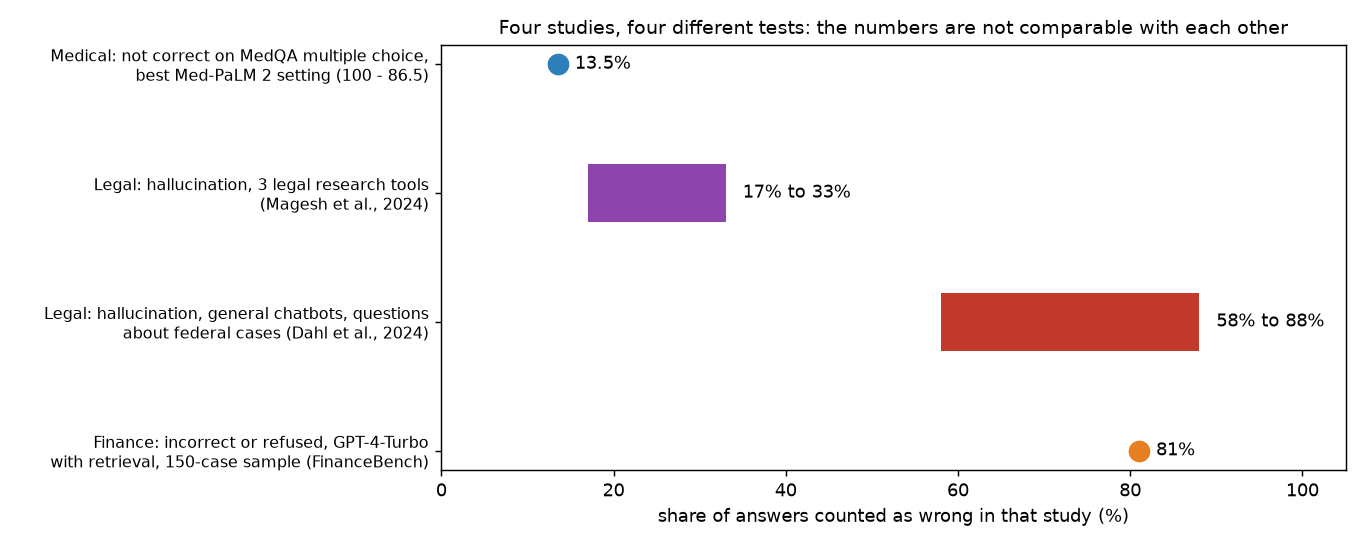 Four studies, four different tests: the numbers are not comparable with each other
Medical: not correct on MedQA multiple choice,
best Med-PaLM 2 setting (100 - 86.5)
13.5%
Legal: hallucination, 3 legal research tools
(Magesh et al., 2024)
17% to 33%
Legal: hallucination, general chatbots, questions
about federal cases (Dahl et al., 2024)
58% to 88%
Finance: incorrect or refused, GPT-4-Turbo
with retrieval, 150-case sample (FinanceBench)
81%
0 20 40 60 80 100
share of answers counted as wrong in that study (%)